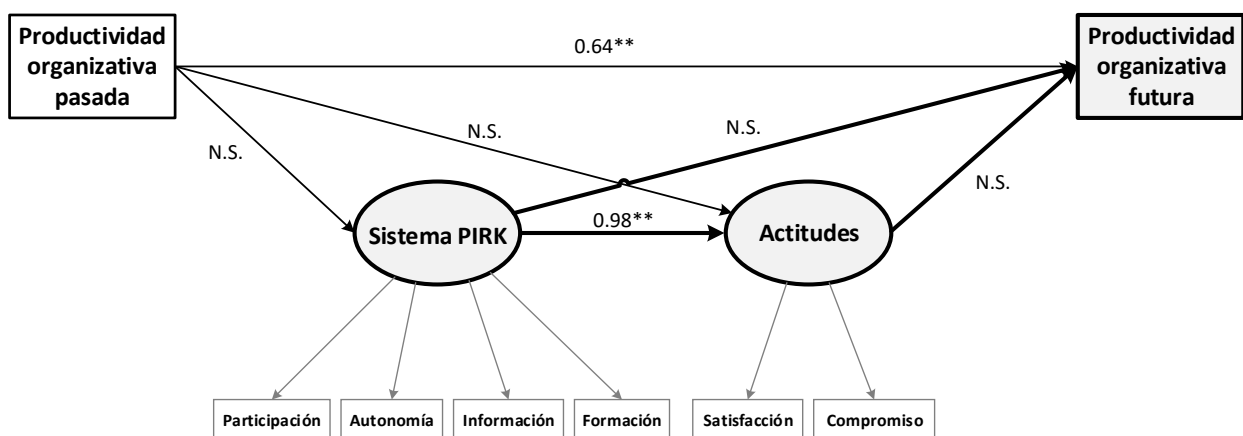 Productividad
organizativa
pasada
0.64**
Productividad
organizativa
futura
N.S.
N.S.
N.S.
N.S.
Sistema PIRK
0.98**
Actitudes
Participación
Autonomía
Información
Formación
Satisfacción
Compromiso